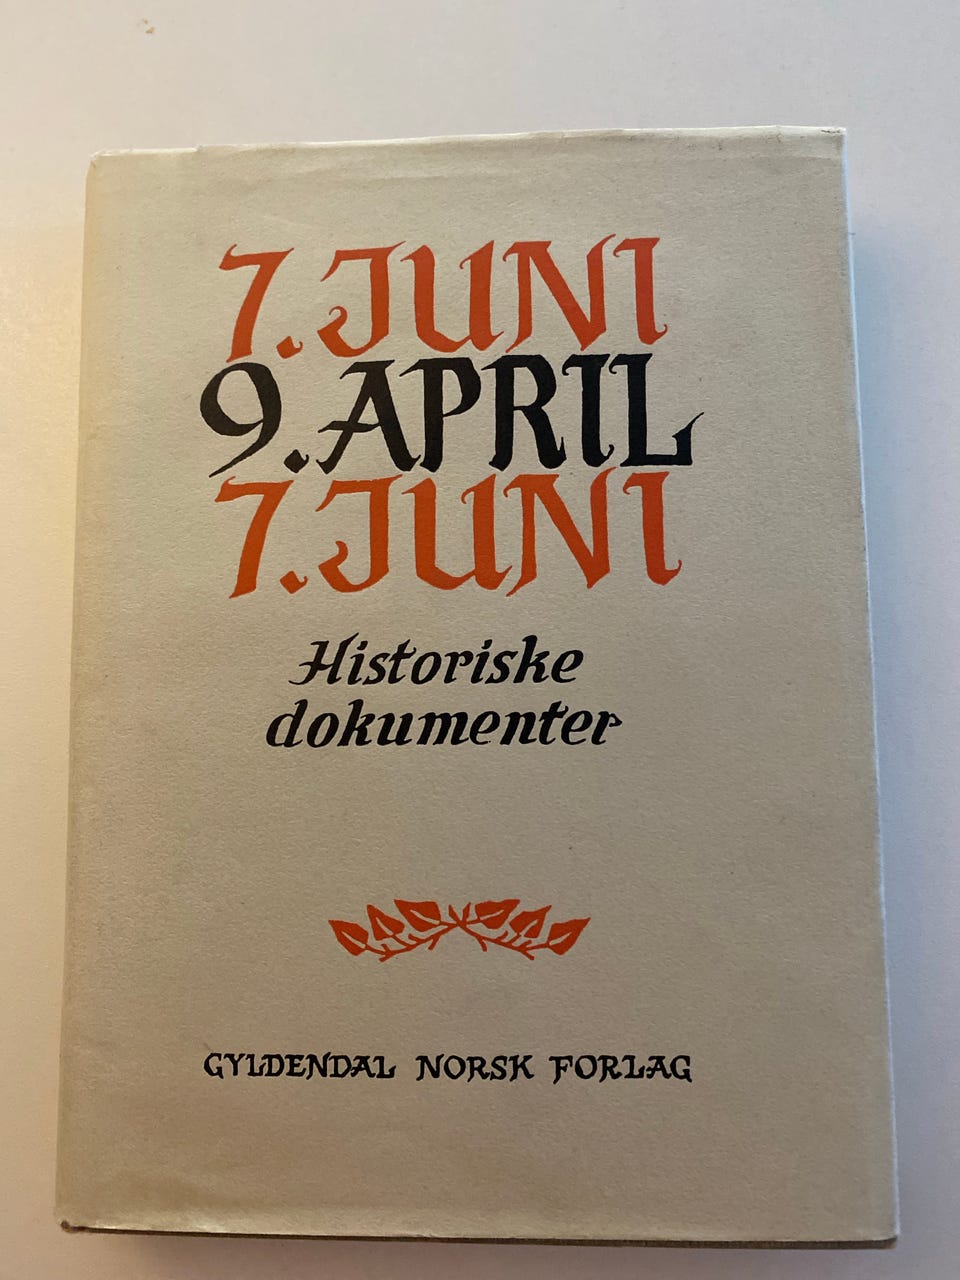 7. JUNI
9. APRIL
7. JUNI
Historiske
dokumenter
GYLDENDAL NORSK FORLAG